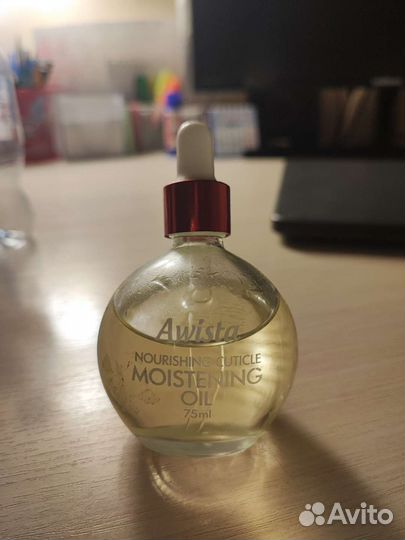 Awista
NOURISHING CUTICLE
MOISTENING
OIL
75ml
Avito